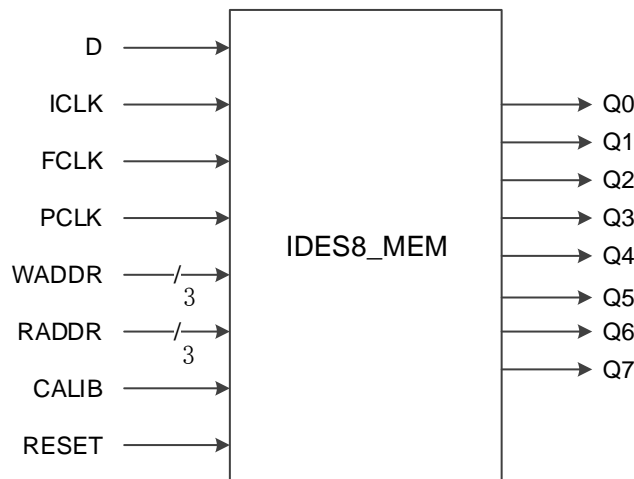 D
ICLK
FCLK
PCLK
WADDR
/
3
RADDR
/
3
CALIB
RESET
IDES8_MEM
Q0
Q1
Q2
Q3
Q4
Q5
Q6
Q7